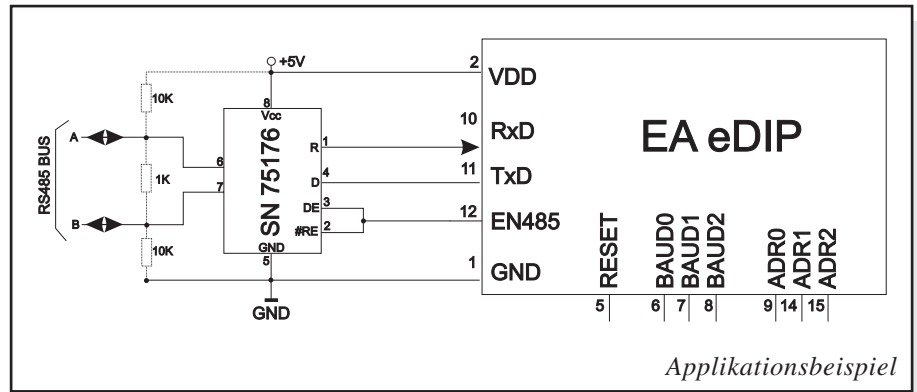 +5V
2
VDD
10K
8
Vcc
10
RxD
EA eDIP
RS485 BUS
A
R
1
6
11
TxD
1K
SN 75176
D
4
7
DE
3
12
EN485
B
#RE
2
10K
GND
5
1
GND
GND
RESET
BAUD0
BAUD1
BAUD2
ADR0
ADR1
ADR2
5
6
7
8
9
14
15
Applikationsbeispiel